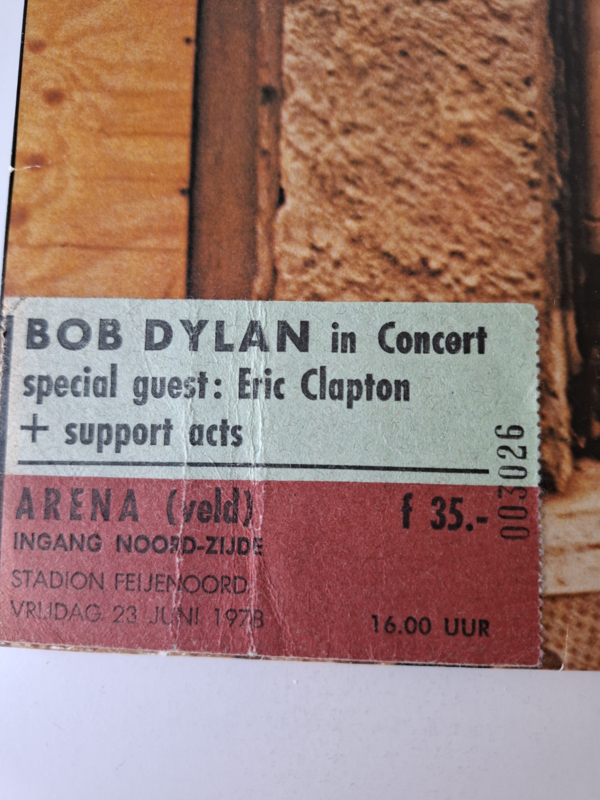 BOB DYLAN in Concert
special guest: Eric Clapton
+ support acts
003026
ARENA (veld) f 35.-
INGANG NOORD-ZIJDE
STADION FEIJENOORD
VRIJDAG 23 JUNI 1978 16.00 UUR